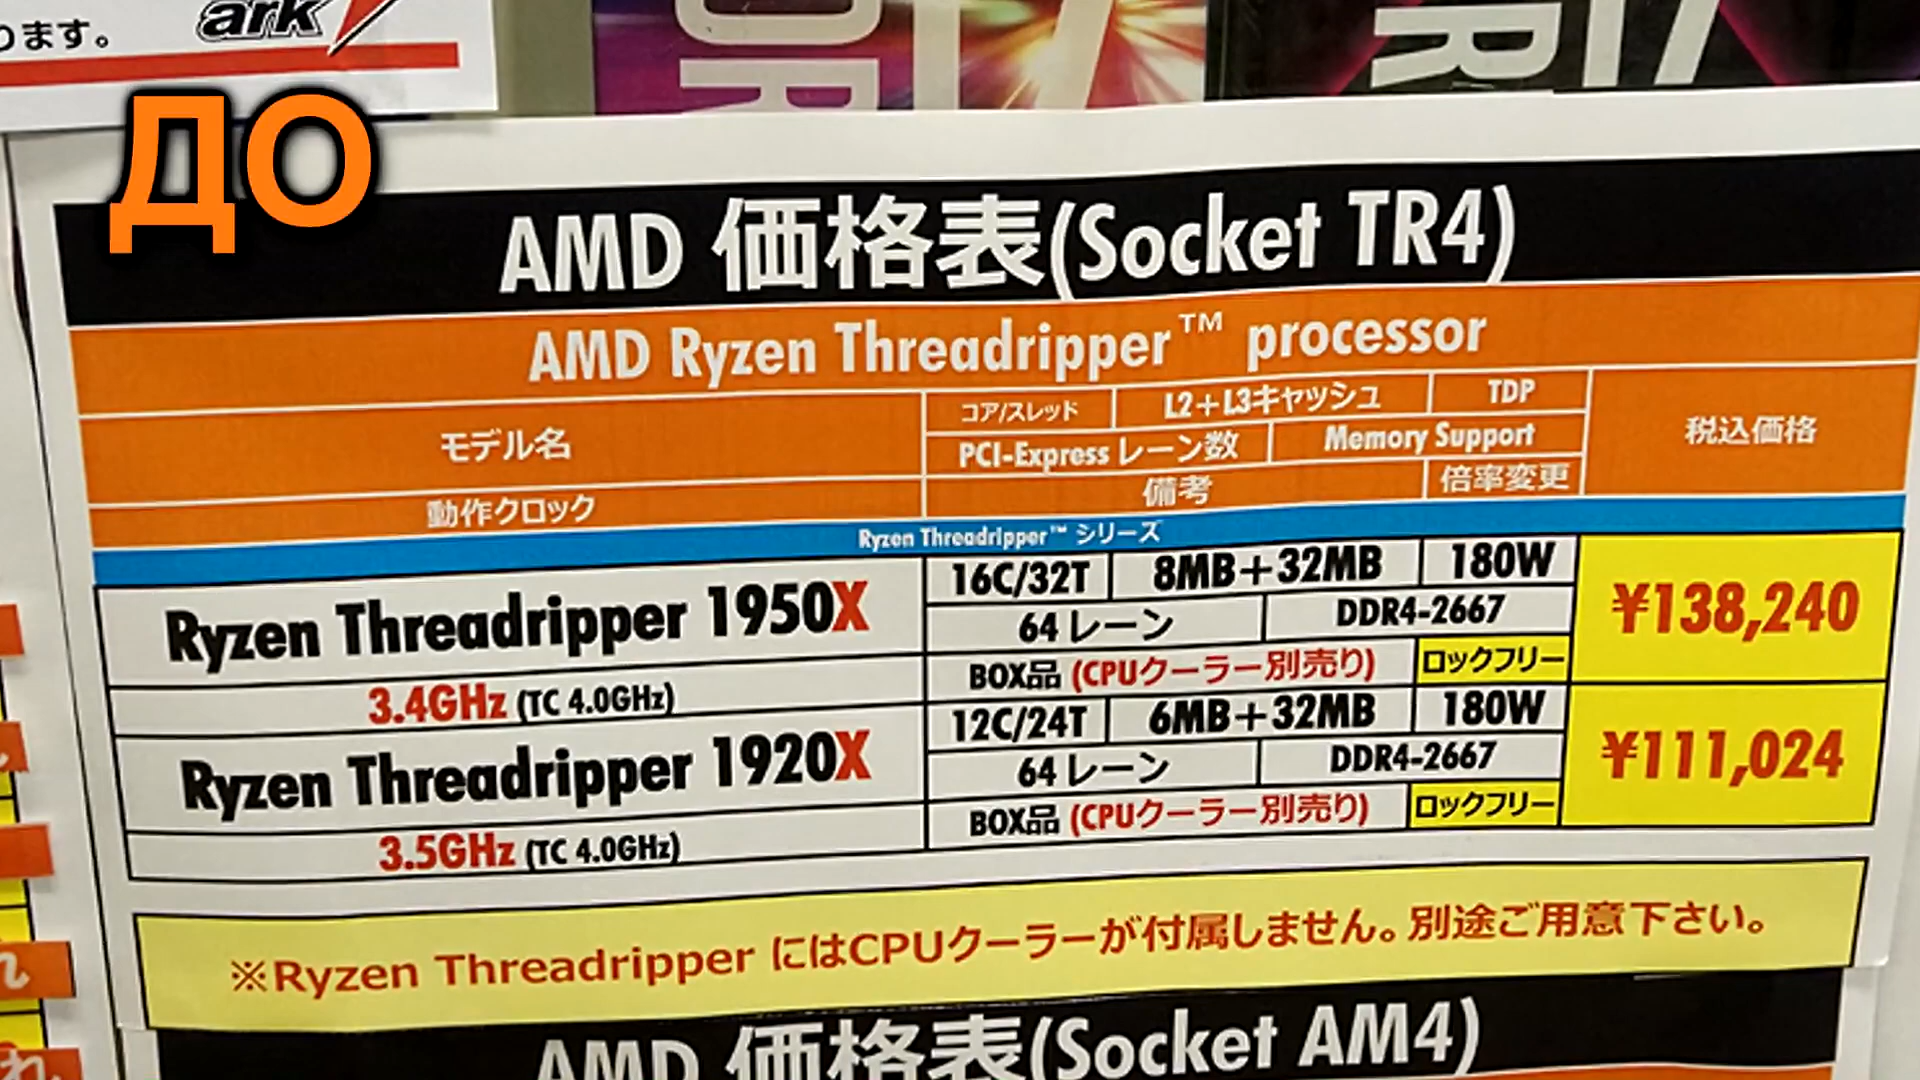 ります。
ark
ДО
AMD 価格表(Socket TR4)
AMD Ryzen Threadripper™ processor
モデル名
コア/スレッド
L2+L3キャッシュ
TDP
税込価格
PCI-Express レーン数
Memory Support
動作クロック
備考
倍率変更
Ryzen Threadripper™ シリーズ
Ryzen Threadripper 1950X
16C/32T
8MB+32MB
180W
¥138,240
64 レーン
DDR4-2667
3.4GHz (TC 4.0GHz)
BOX品 (CPUクーラー別売り)
ロックフリー
Ryzen Threadripper 1920X
12C/24T
6MB+32MB
180W
¥111,024
64 レーン
DDR4-2667
3.5GHz (TC 4.0GHz)
BOX品 (CPUクーラー別売り)
ロックフリー
※Ryzen Threadripper にはCPUクーラーが付属しません。別途ご用意下さい。
AMD 価格表(Socket AM4)